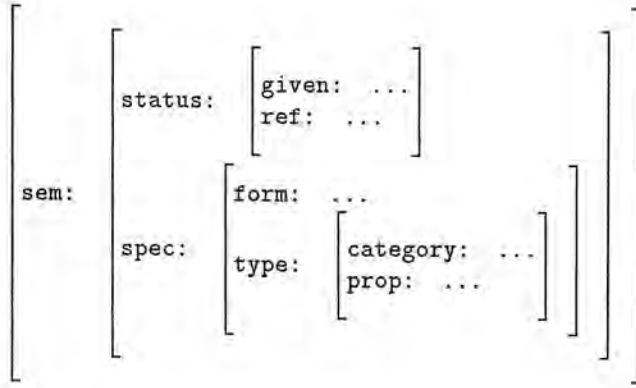 status: given: ...
ref: ...
sem: form: ...
spec: type: category: ...
prop: ...